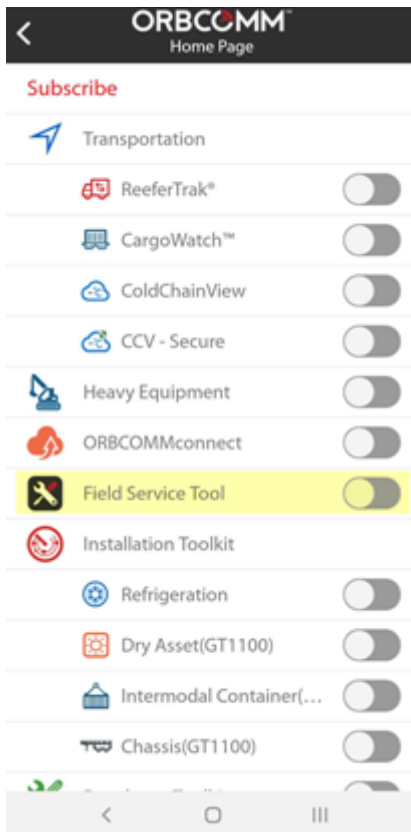 ORBCOMM™
Home Page
Subscribe
Transportation
ReeferTrak®
CargoWatch™
ColdChainView
CCV - Secure
Heavy Equipment
ORBCOMMconnect
Field Service Tool
Installation Toolkit
Refrigeration
Dry Asset(GT1100)
Intermodal Container(...
Chassis(GT1100)